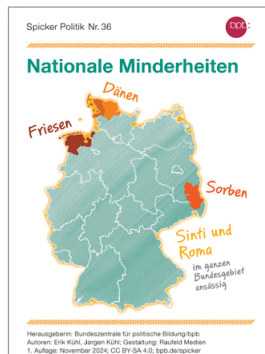 Spicker Politik Nr. 36
bpb
Nationale Minderheiten
Dänen
Friesen
Sorben
Sinti und
Roma
im ganzen
Bundesgebiet
ansässig
Herausgeberin: Bundeszentrale für politische Bildung/bpb
Autoren: Erik Kühl, Jørgen Kühl; Gestaltung: Raufeld Medien
1. Auflage: November 2024; CC BY-SA 4.0; bpb.de/spicker